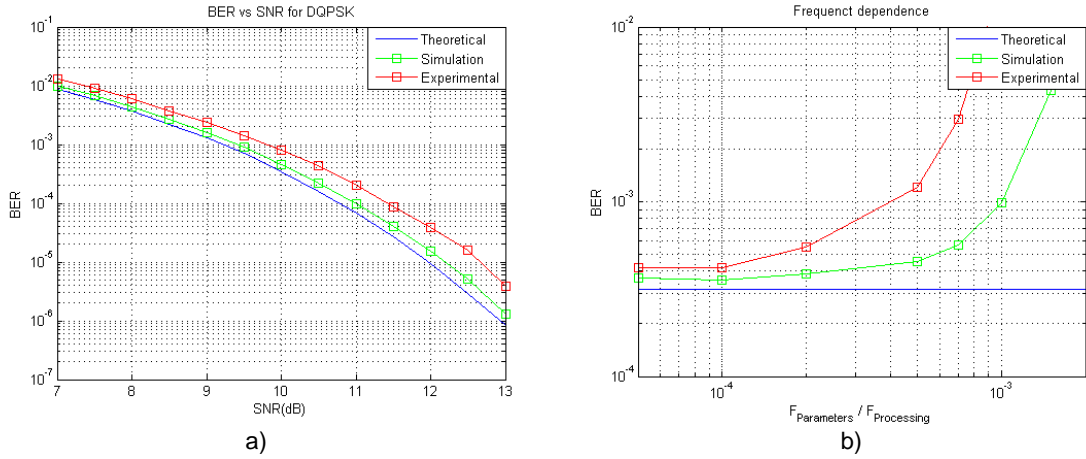 BER vs SNR for DQPSK
10^-1
10^-2
10^-3
10^-4
10^-5
10^-6
10^-7
BER
7 8 9 10 11 12 13
SNR(dB)
Theoretical
Simulation
Experimental
a)
Frequenct dependence
10^-2
10^-3
10^-4
BER
10^-4 10^-3
F_Parameters / F_Processing
Theoretical
Simulation
Experimental
b)